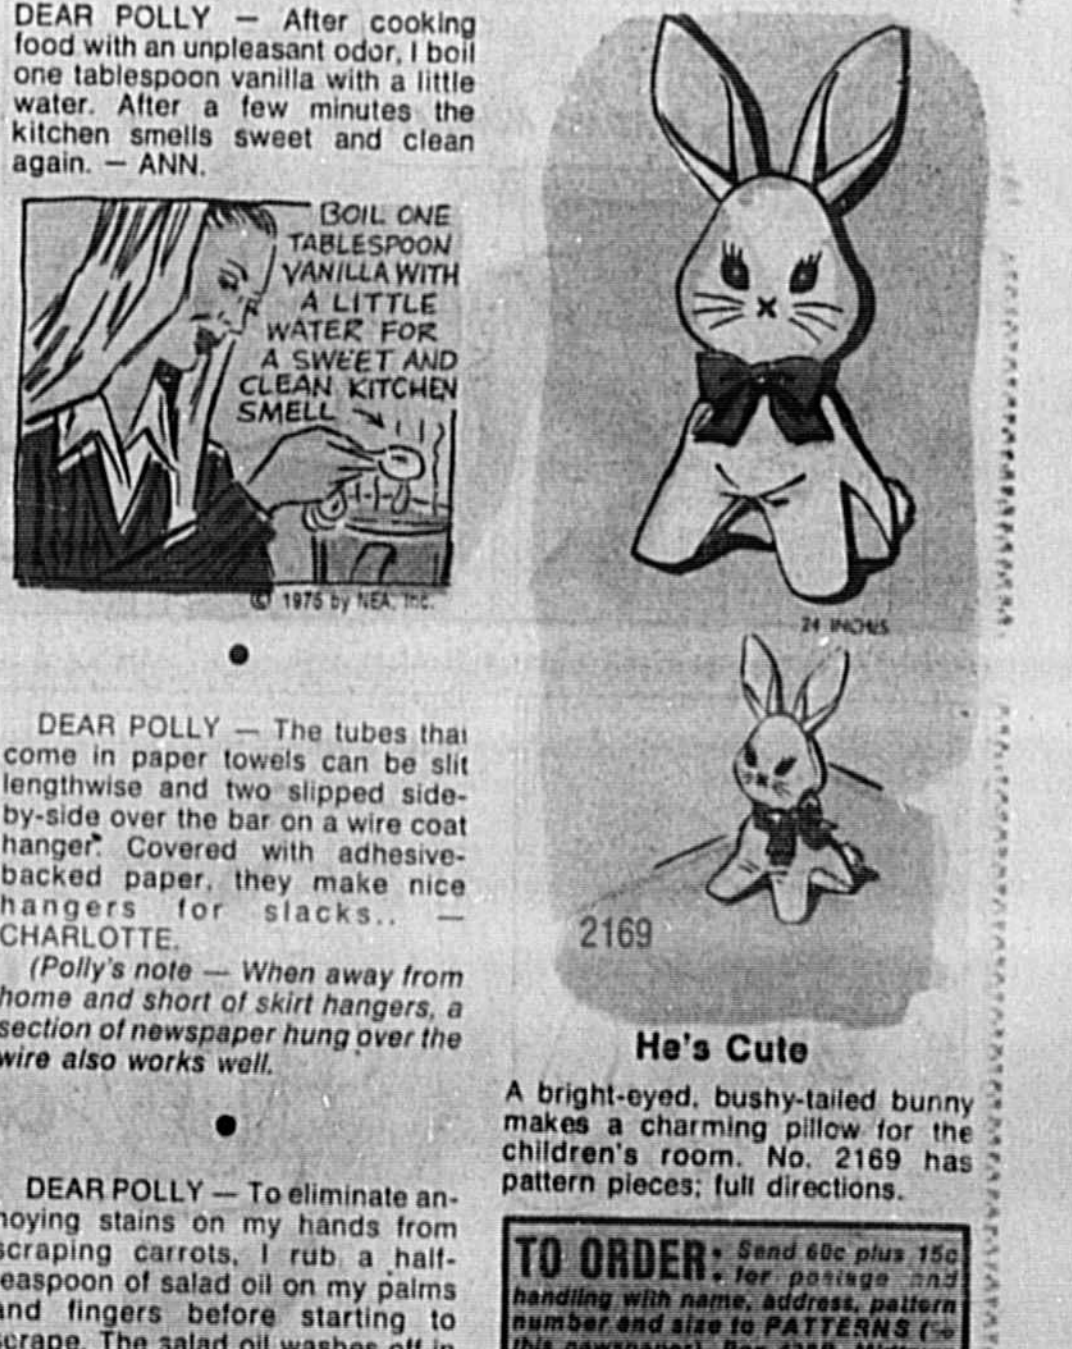 DEAR POLLY — After cooking
food with an unpleasant odor, I boil
one tablespoon vanilla with a little
water. After a few minutes the
kitchen smells sweet and clean
again. — ANN.
BOIL ONE
TABLESPOON
VANILLA WITH
A LITTLE
WATER FOR
A SWEET AND
CLEAN KITCHEN
SMELL
© 1975 by NEA, Inc.
DEAR POLLY — The tubes that
come in paper towels can be slit
lengthwise and two slipped side-
by-side over the bar on a wire coat
hanger. Covered with adhesive-
backed paper, they make nice
hangers for slacks.. —
CHARLOTTE.
(Polly's note — When away from
home and short of skirt hangers, a
section of newspaper hung over the
wire also works well.
DEAR POLLY — To eliminate an-
noying stains on my hands from
scraping carrots, I rub a half-
teaspoon of salad oil on my palms
and fingers before starting to
scrape. The salad oil washes off in
24 INCHES
2169
He's Cute
A bright-eyed, bushy-tailed bunny
makes a charming pillow for the
children's room. No. 2169 has
pattern pieces; full directions.
TO ORDER: Send 60c plus 15c
for postage and
handling with name, address, pattern
number and size to PATTERNS
this newspaper), Box